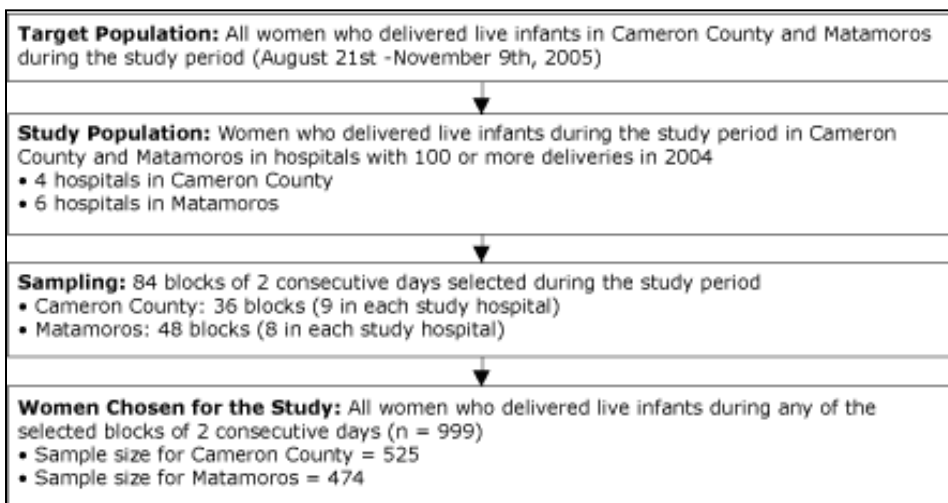 Target Population: All women who delivered live infants in Cameron County and Matamoros
during the study period (August 21st -November 9th, 2005)
Study Population: Women who delivered live infants during the study period in Cameron
County and Matamoros in hospitals with 100 or more deliveries in 2004
• 4 hospitals in Cameron County
• 6 hospitals in Matamoros
Sampling: 84 blocks of 2 consecutive days selected during the study period
• Cameron County: 36 blocks (9 in each study hospital)
• Matamoros: 48 blocks (8 in each study hospital)
Women Chosen for the Study: All women who delivered live infants during any of the
selected blocks of 2 consecutive days (n = 999)
• Sample size for Cameron County = 525
• Sample size for Matamoros = 474